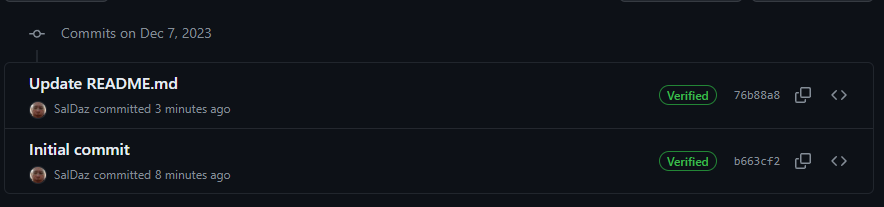 Commits on Dec 7, 2023
Update README.md
SalDaz committed 3 minutes ago
Verified
76b88a8
Initial commit
SalDaz committed 8 minutes ago
Verified
b663cf2